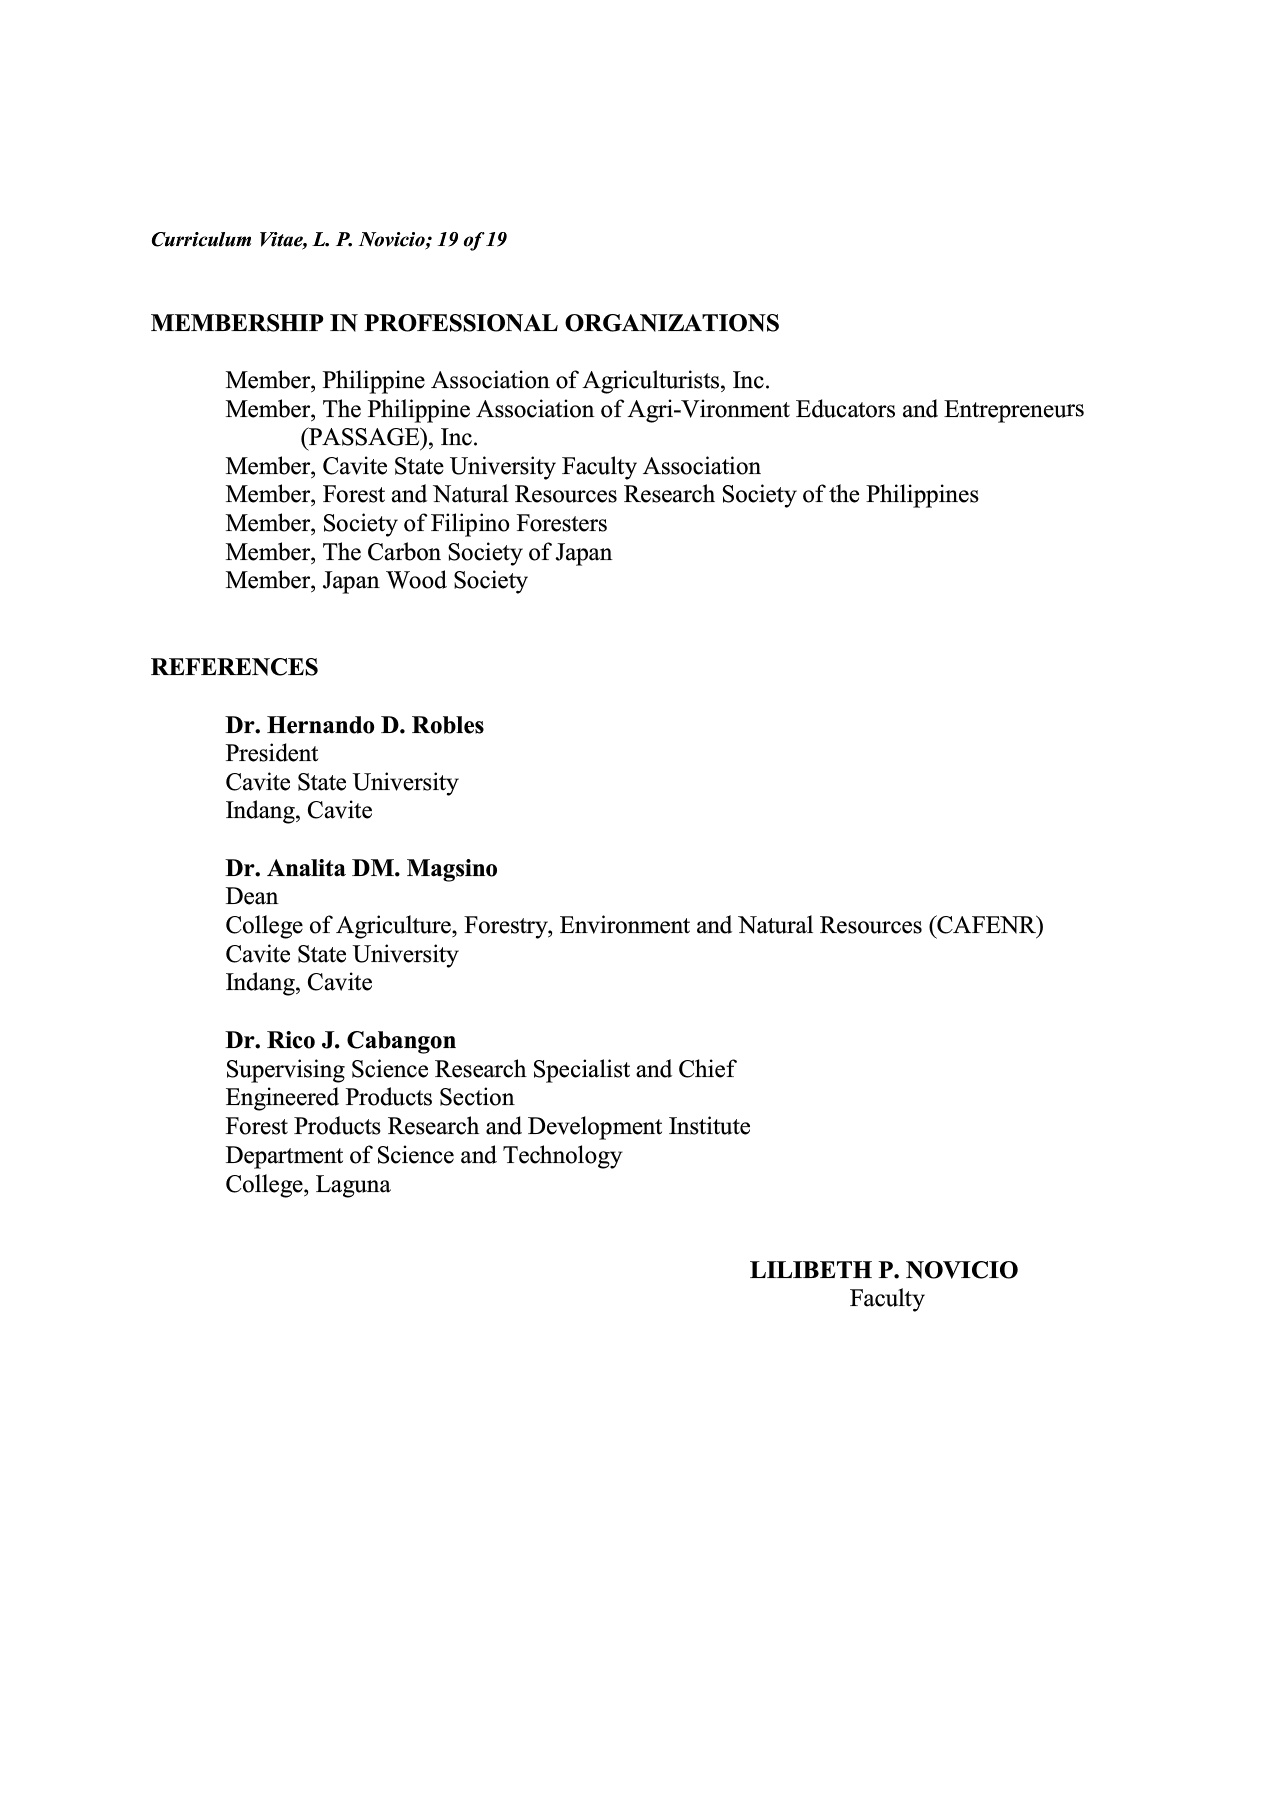 Curriculum Vitae, L. P. Novicio; 19 of 19
MEMBERSHIP IN PROFESSIONAL ORGANIZATIONS
Member, Philippine Association of Agriculturists, Inc.
Member, The Philippine Association of Agri-Vironment Educators and Entrepreneurs
(PASSAGE), Inc.
Member, Cavite State University Faculty Association
Member, Forest and Natural Resources Research Society of the Philippines
Member, Society of Filipino Foresters
Member, The Carbon Society of Japan
Member, Japan Wood Society
REFERENCES
Dr. Hernando D. Robles
President
Cavite State University
Indang, Cavite
Dr. Analita DM. Magsino
Dean
College of Agriculture, Forestry, Environment and Natural Resources (CAFENR)
Cavite State University
Indang, Cavite
Dr. Rico J. Cabangon
Supervising Science Research Specialist and Chief
Engineered Products Section
Forest Products Research and Development Institute
Department of Science and Technology
College, Laguna
LILIBETH P. NOVICIO
Faculty